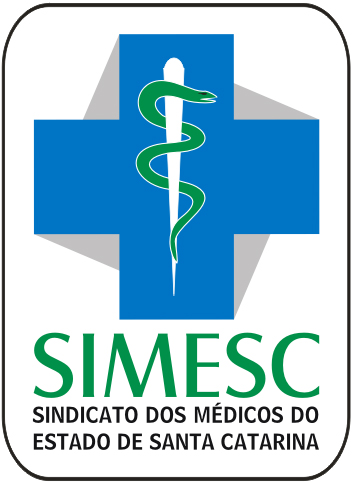 SIMESC
SINDICATO DOS MÉDICOS DO
ESTADO DE SANTA CATARINA